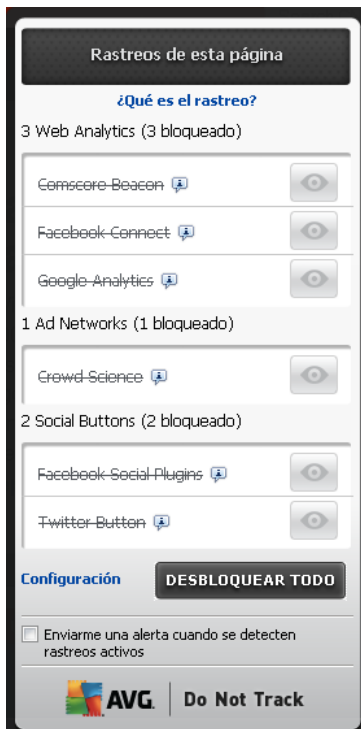 Rastreos de esta página
¿Qué es el rastreo?
3 Web Analytics (3 bloqueado)
Comscore Beacon
Facebook Connect
Google Analytics
1 Ad Networks (1 bloqueado)
Crowd Science
2 Social Buttons (2 bloqueado)
Facebook Social Plugins
Twitter Button
Configuración
DESBLOQUEAR TODO
Enviarme una alerta cuando se detecten
rastreos activos
AVG. Do Not Track